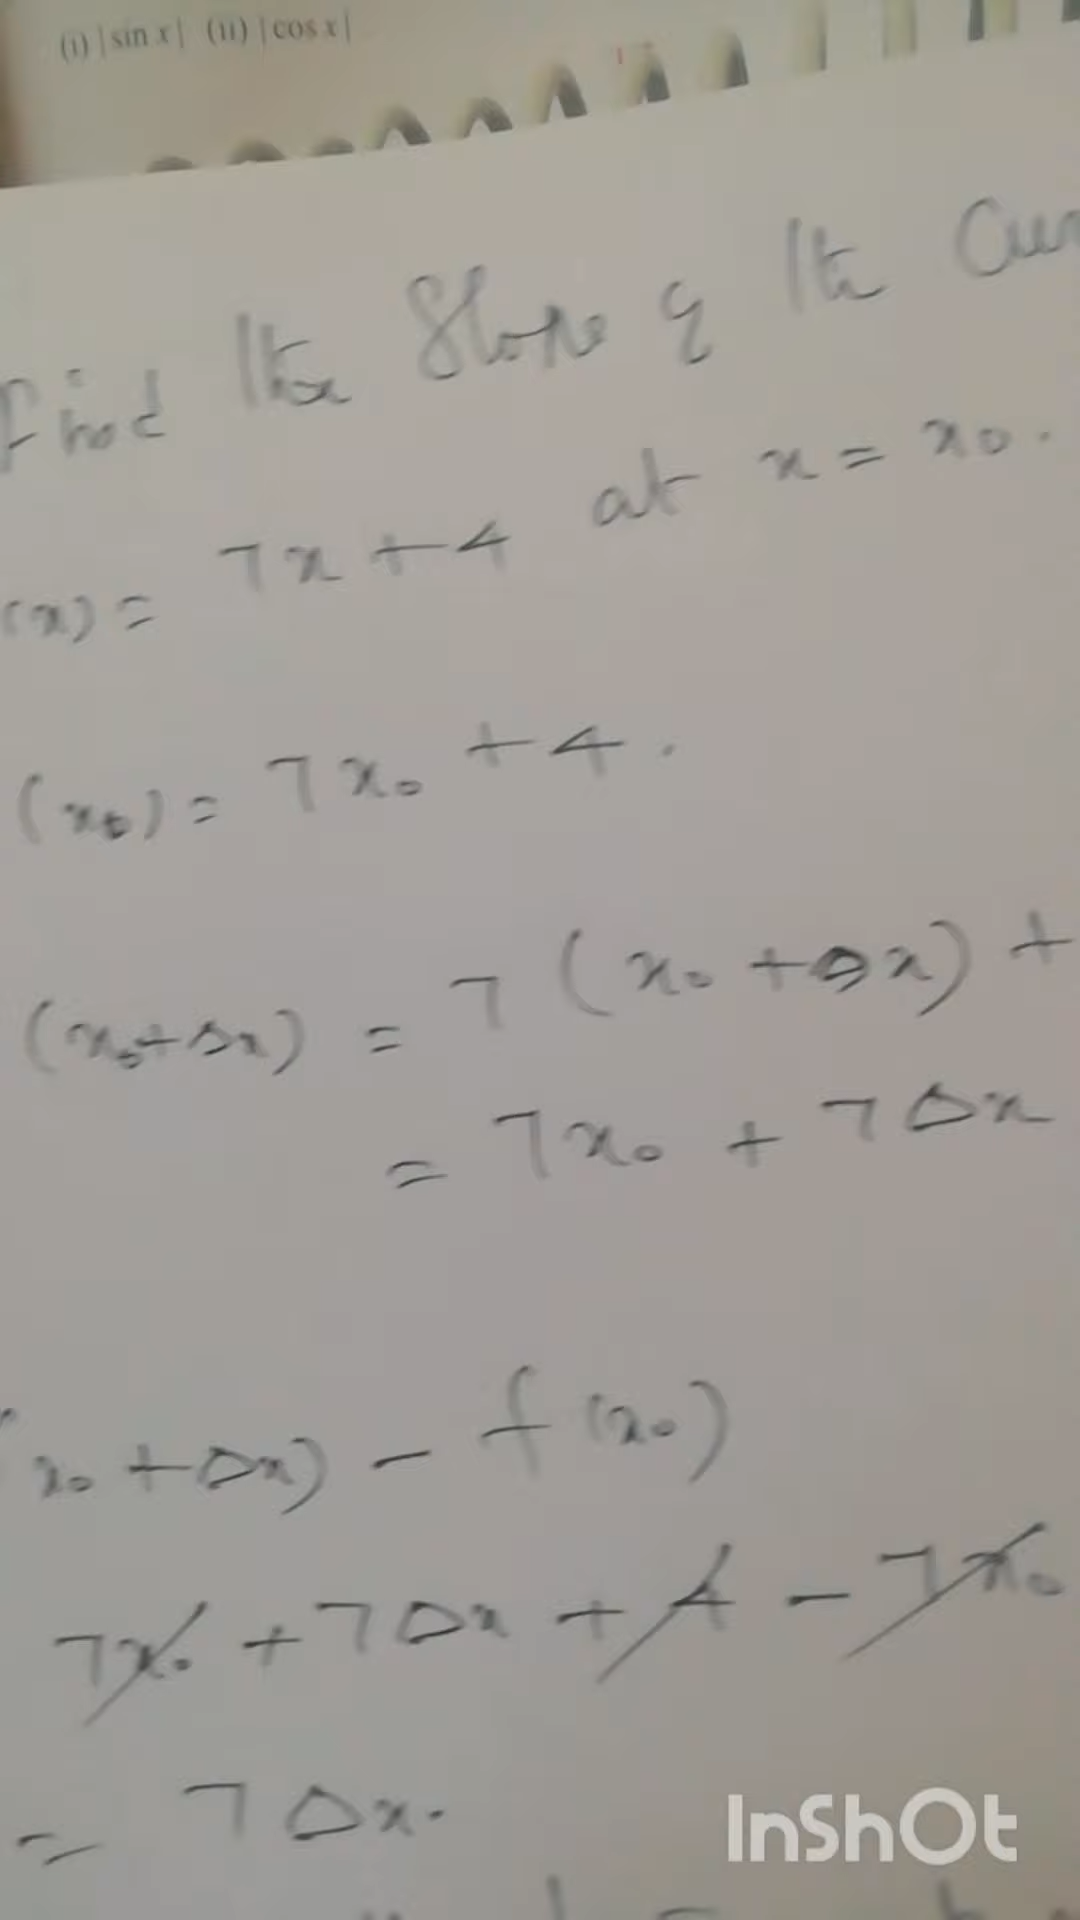 (i) | sin x | (ii) | cos x |
Find the Slope of the Cur
(x) = 7x + 4 at x = x₀.
(x₀) = 7x₀ + 4.
(x₀+Δx) = 7 (x₀ + Δx) +
= 7x₀ + 7Δx
x₀ + Δx) - f(x₀)
7x₀ + 7Δx + 4 - 7x₀
= 7Δx.
InShOt